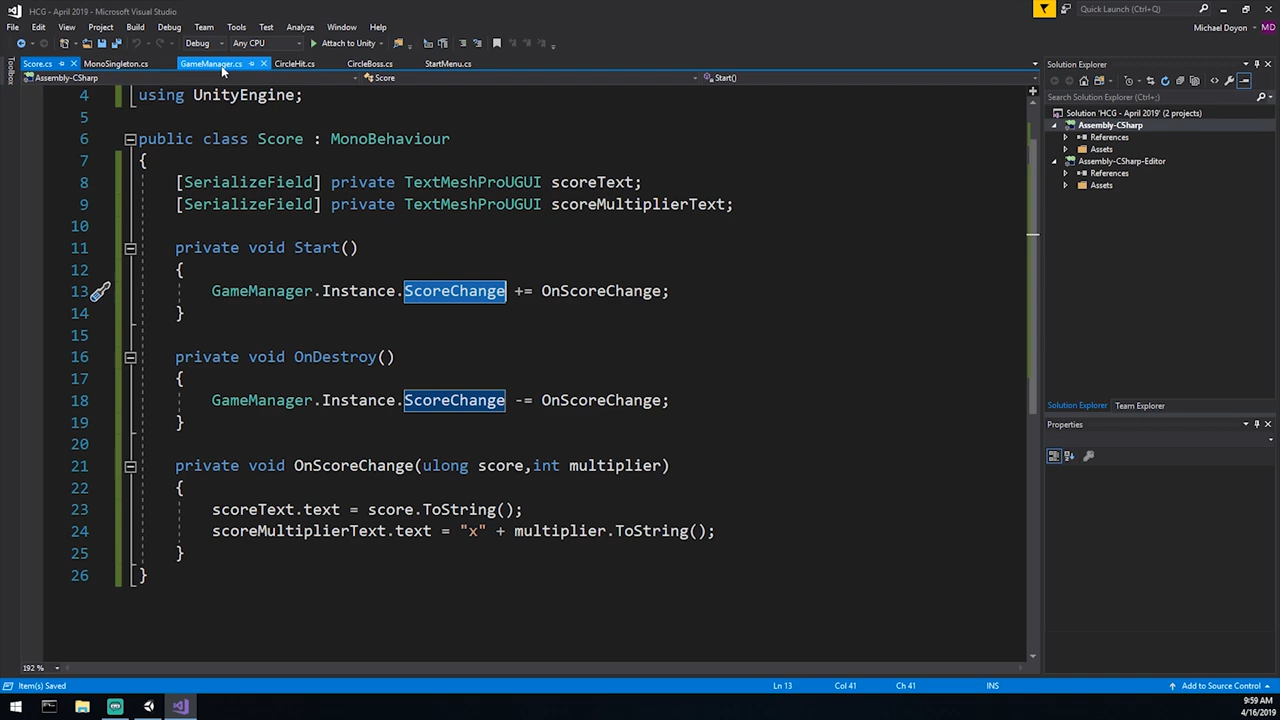 HCG - April 2019 - Microsoft Visual Studio
Quick Launch (Ctrl+Q)
File Edit View Project Build Debug Team Tools Test Analyze Window Help
Michael Doyon MD
Debug Any CPU Attach to Unity
Toolbox
Score.cs MonoSingleton.cs GameManager.cs CircleHit.cs CircleBoss.cs StartMenu.cs
Assembly-CSharp Score Start()
4 using UnityEngine;
5
6 public class Score : MonoBehaviour
7 {
8 [SerializeField] private TextMeshProUGUI scoreText;
9 [SerializeField] private TextMeshProUGUI scoreMultiplierText;
10
11 private void Start()
12 {
13 GameManager.Instance.ScoreChange += OnScoreChange;
14 }
15
16 private void OnDestroy()
17 {
18 GameManager.Instance.ScoreChange -= OnScoreChange;
19 }
20
21 private void OnScoreChange(ulong score,int multiplier)
22 {
23 scoreText.text = score.ToString();
24 scoreMultiplierText.text = "x" + multiplier.ToString();
25 }
26 }
192 %
Solution Explorer
Search Solution Explorer (Ctrl+;)
Solution 'HCG - April 2019' (2 projects)
Assembly-CSharp
References
Assets
Assembly-CSharp-Editor
References
Assets
Solution Explorer Team Explorer
Properties
Item(s) Saved Ln 13 Col 41 Ch 41 INS Add to Source Control
9:59 AM
4/16/2019